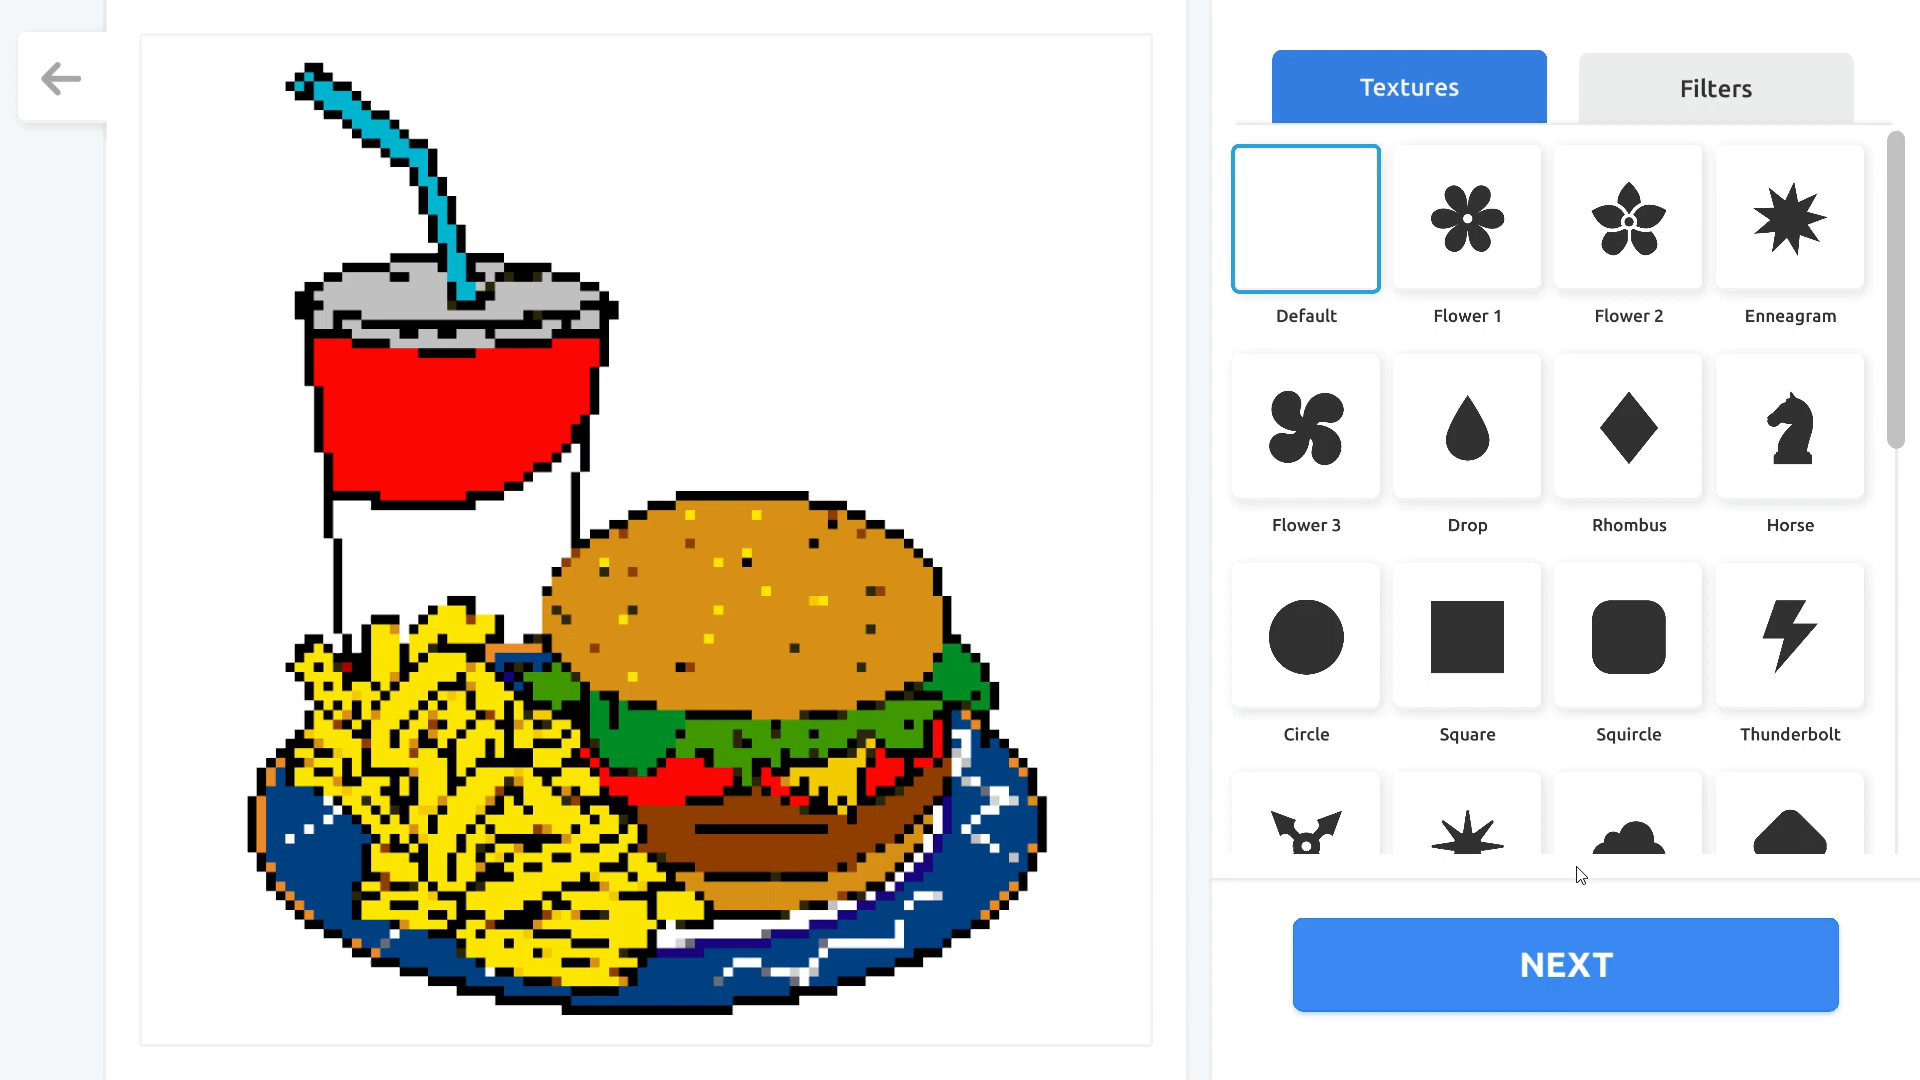 Textures
Filters
Default
Flower 1
Flower 2
Enneagram
Flower 3
Drop
Rhombus
Horse
Circle
Square
Squircle
Thunderbolt
NEXT